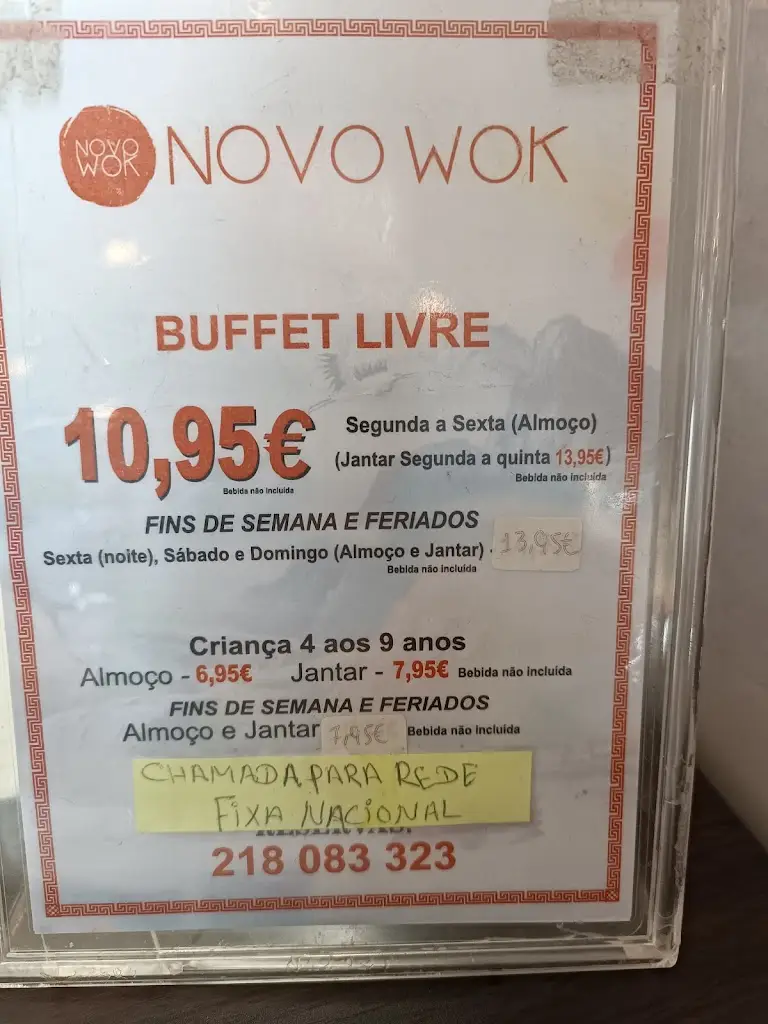 NOVO
WOK
NOVO WOK
BUFFET LIVRE
10,95€
Bebida não incluída
Segunda a Sexta (Almoço)
(Jantar Segunda a quinta 13,95€)
Bebida não incluída
FINS DE SEMANA E FERIADOS
Sexta (noite), Sábado e Domingo (Almoço e Jantar) - 13,95€
Bebida não incluída
Criança 4 aos 9 anos
Almoço - 6,95€ Jantar - 7,95€ Bebida não incluída
FINS DE SEMANA E FERIADOS
Almoço e Jantar 7,95€ Bebida não incluída
CHAMADA PARA REDE
FIXA NACIONAL
218 083 323